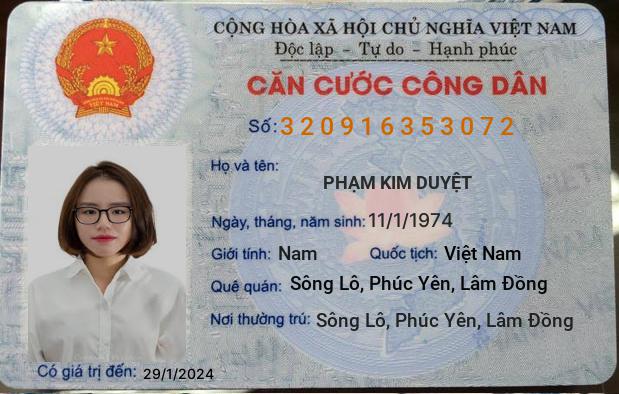 CỘNG HÒA XÃ HỘI CHỦ NGHĨA VIỆT NAM
Độc lập - Tự do - Hạnh phúc
CĂN CƯỚC CÔNG DÂN
Số: 320916353072
Họ và tên:
PHẠM KIM DUYỆT
Ngày, tháng, năm sinh: 11/1/1974
Giới tính: Nam Quốc tịch: Việt Nam
Quê quán: Sông Lô, Phúc Yên, Lâm Đồng
Nơi thường trú: Sông Lô, Phúc Yên, Lâm Đồng
Có giá trị đến: 29/1/2024
VIỆT NAM